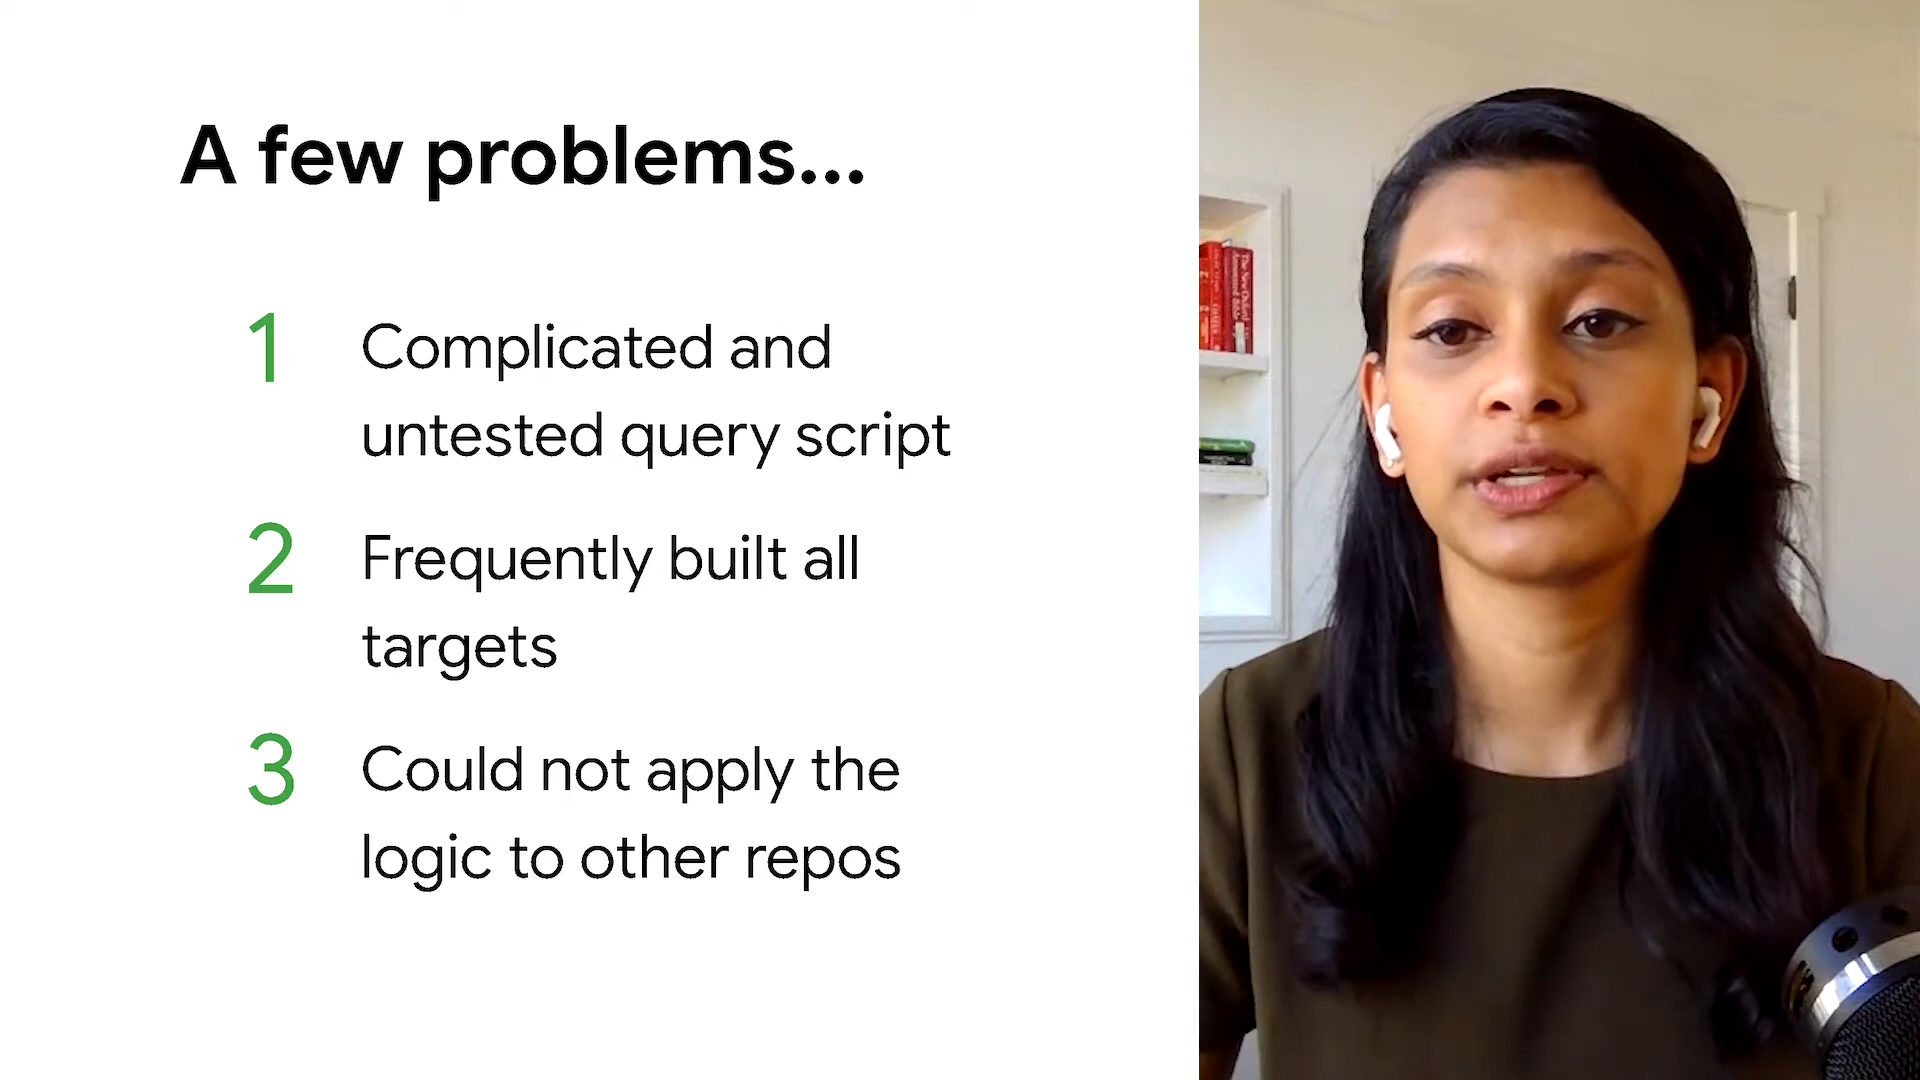 A few problems...
1 Complicated and
untested query script
2 Frequently built all
targets
3 Could not apply the
logic to other repos